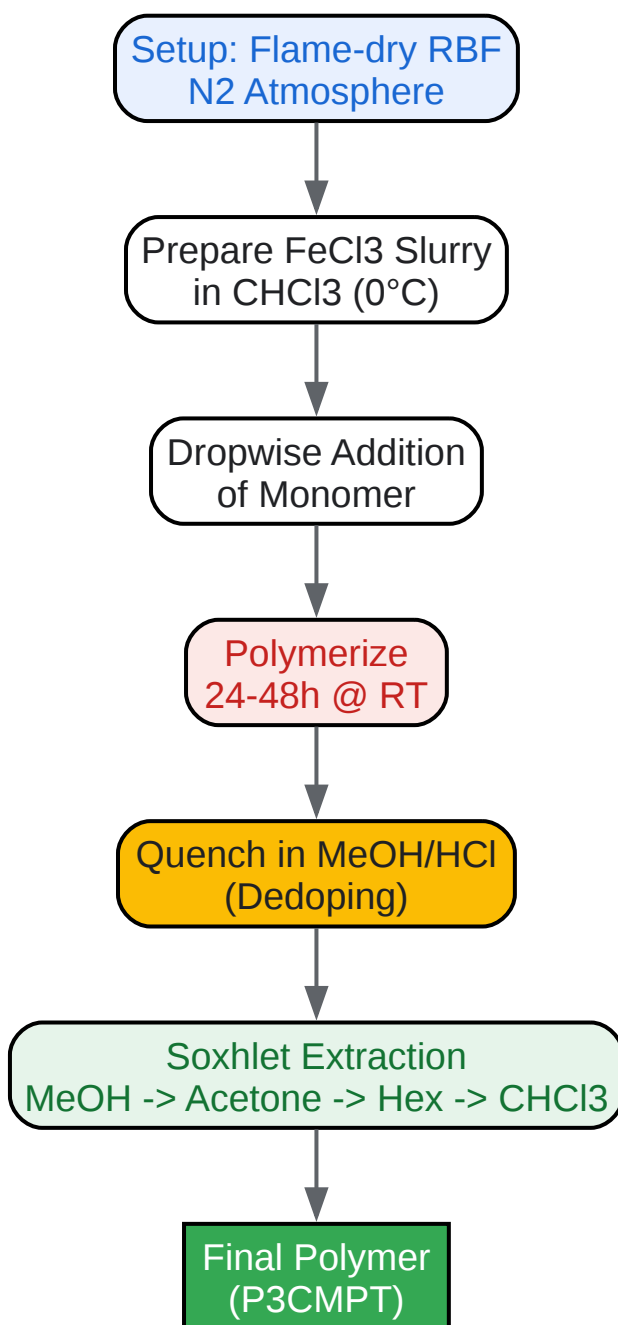 Setup: Flame-dry RBF
N2 Atmosphere
Prepare FeCl3 Slurry
in CHCl3 (0°C)
Dropwise Addition
of Monomer
Polymerize
24-48h @ RT
Quench in MeOH/HCl
(Dedoping)
Soxhlet Extraction
MeOH -> Acetone -> Hex -> CHCl3
Final Polymer
(P3CMPT)